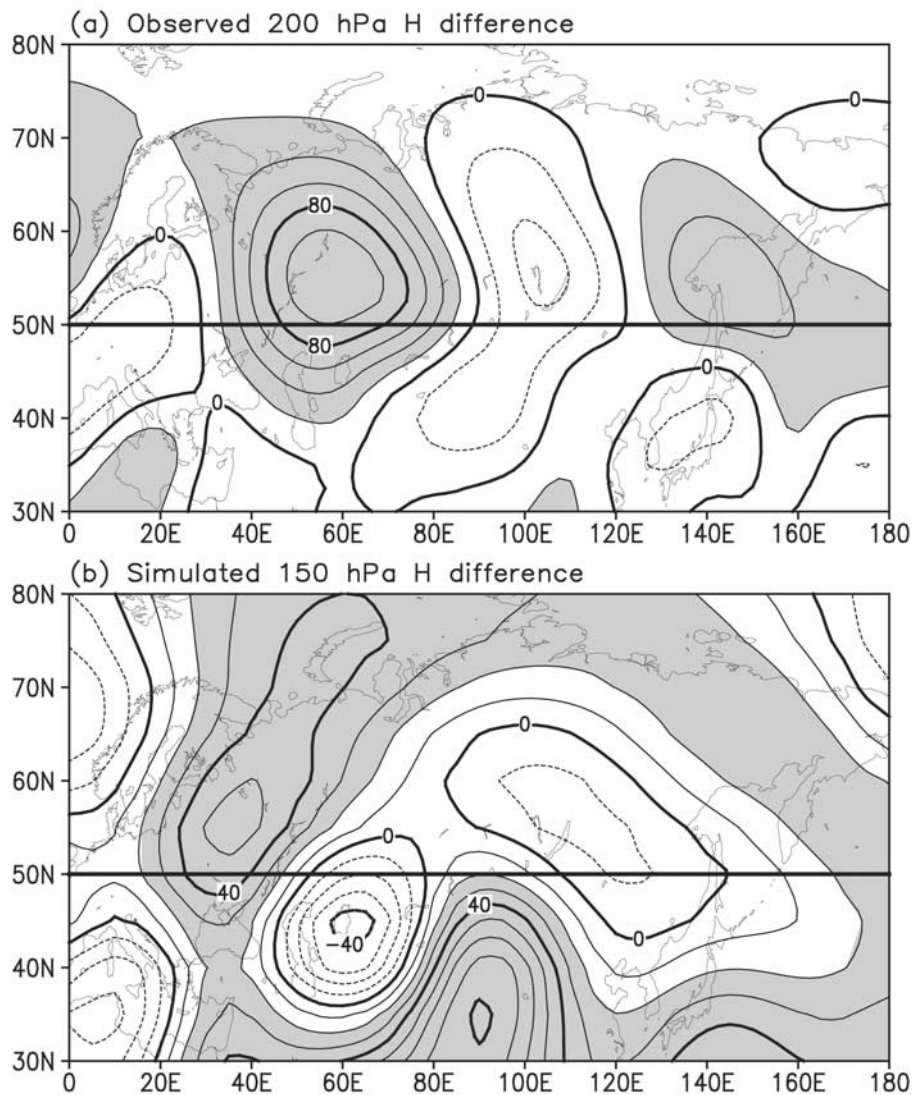 (a) Observed 200 hPa H difference
80N
0
0
70N
80
60N
0
50N
80
40N
0
0
30N
0 20E 40E 60E 80E 100E 120E 140E 160E 180
(b) Simulated 150 hPa H difference
80N
70N
0
60N
0
50N
40
40
-40
0
40N
30N
0 20E 40E 60E 80E 100E 120E 140E 160E 180